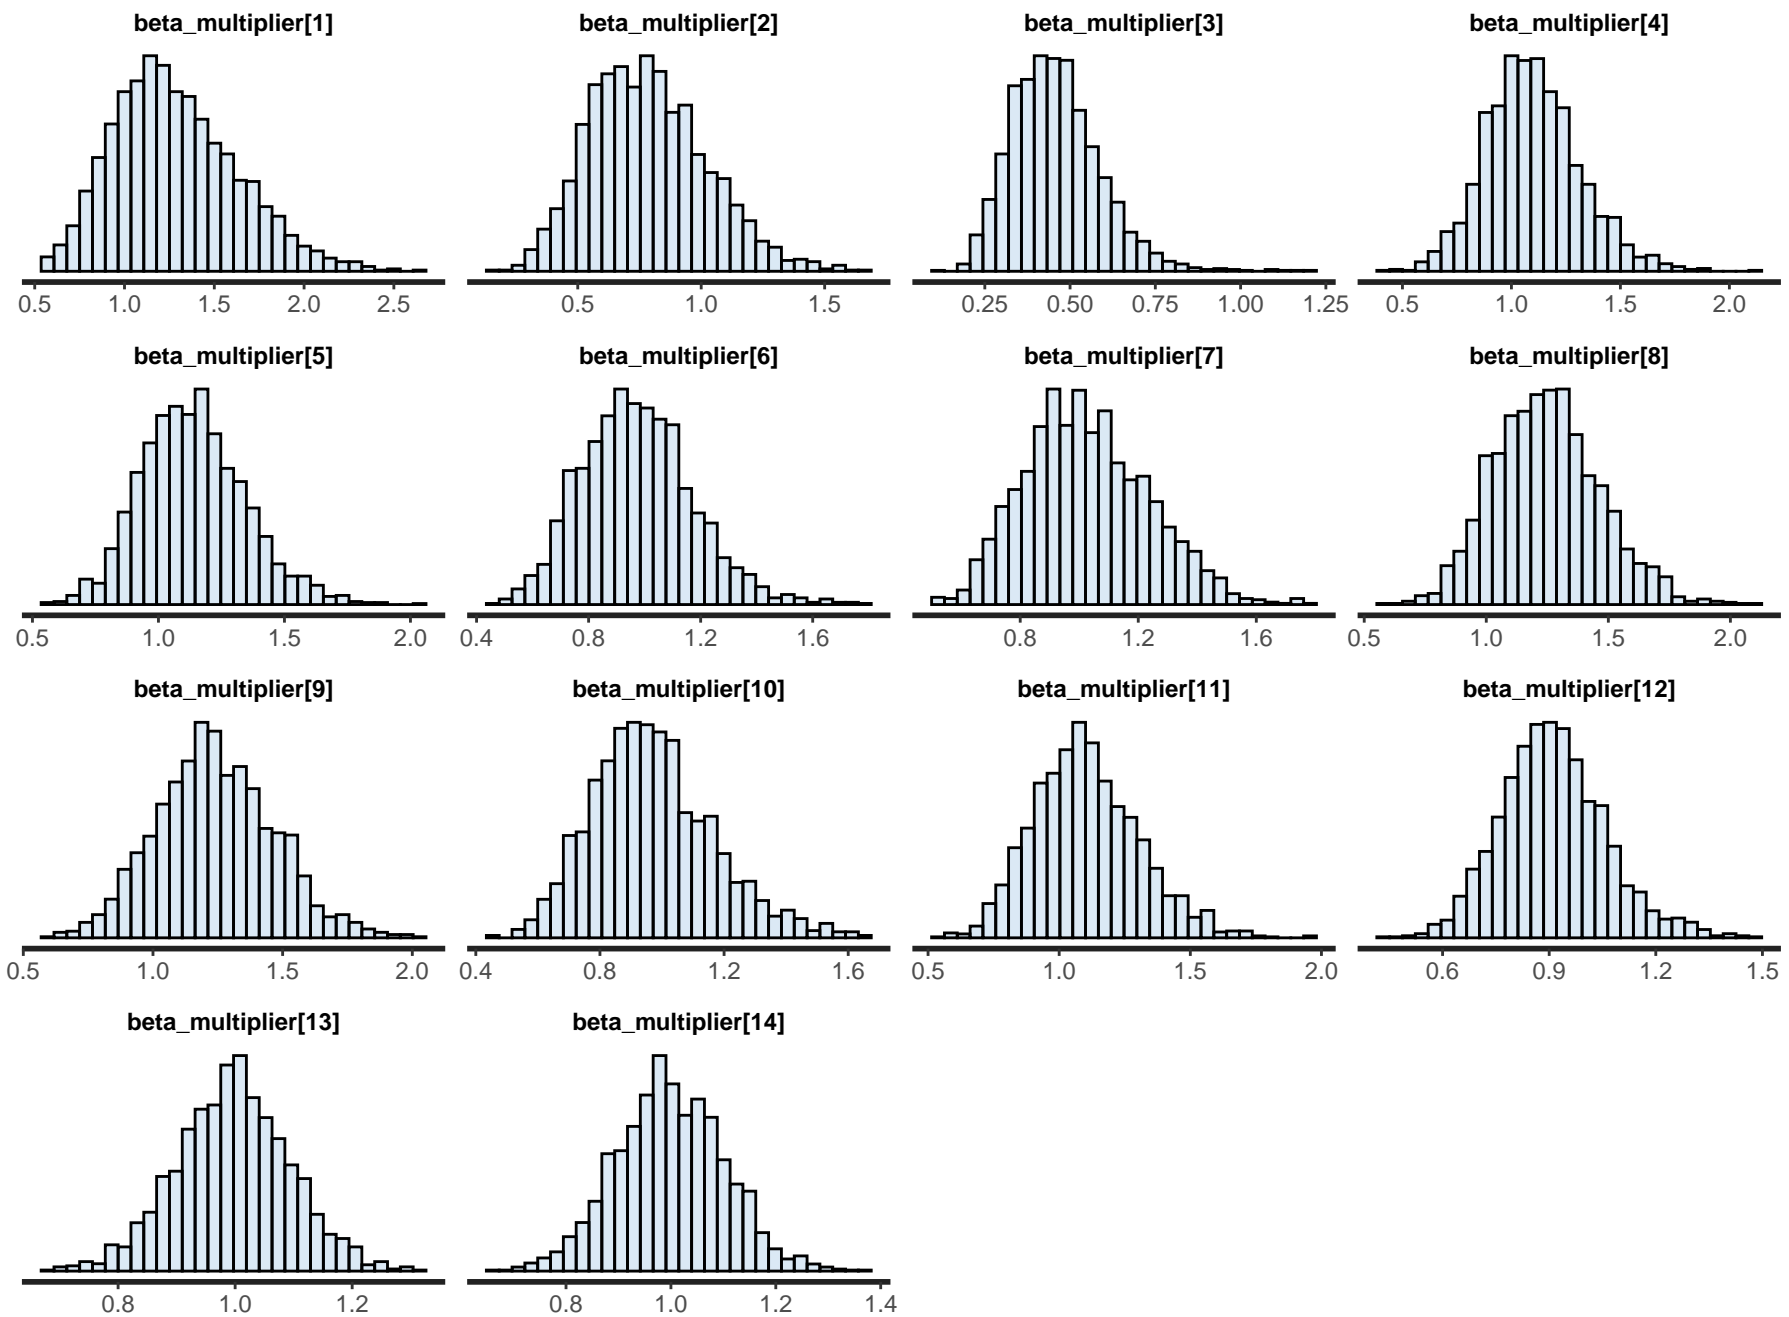 beta_multiplier[1] beta_multiplier[2] beta_multiplier[3] beta_multiplier[4]
0.5 1.0 1.5 2.0 2.5 0.5 1.0 1.5 0.25 0.50 0.75 1.00 1.25 0.5 1.0 1.5 2.0
beta_multiplier[5] beta_multiplier[6] beta_multiplier[7] beta_multiplier[8]
0.5 1.0 1.5 2.0 0.4 0.8 1.2 1.6 0.8 1.2 1.6 0.5 1.0 1.5 2.0
beta_multiplier[9] beta_multiplier[10] beta_multiplier[11] beta_multiplier[12]
0.5 1.0 1.5 2.0 0.4 0.8 1.2 1.6 0.5 1.0 1.5 2.0 0.6 0.9 1.2 1.5
beta_multiplier[13] beta_multiplier[14]
0.8 1.0 1.2 0.8 1.0 1.2 1.4